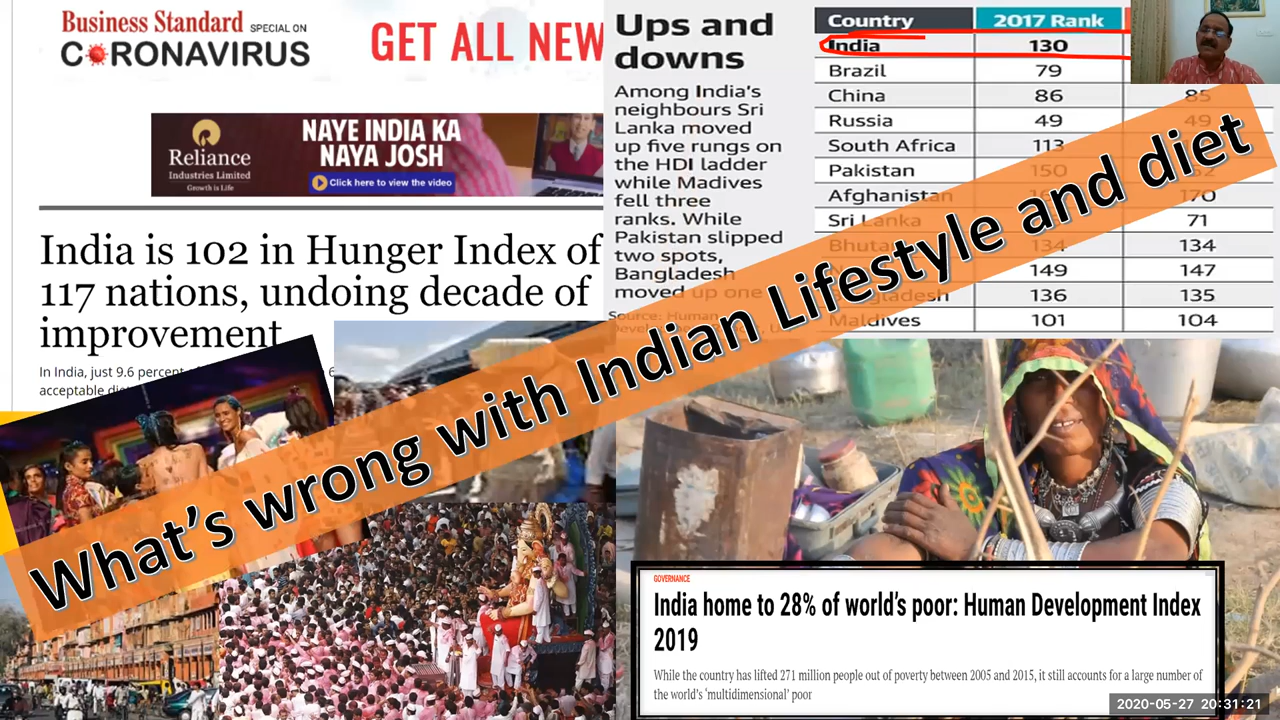 Business Standard SPECIAL ON
CORONAVIRUS
GET ALL NEW
Reliance
Industries Limited
Growth is Life
NAYE INDIA KA
NAYA JOSH
Click here to view the video
India is 102 in Hunger Index of
117 nations, undoing decade of
improvement
In India, just 9.6 percent
acceptable
Ups and
downs
Among India's
neighbours Sri
Lanka moved
up five rungs on
the HDI ladder
while Madives
fell three
ranks. While
Pakistan slipped
two spots,
Bangladesh
moved up one
Source: Human
Country 2017 Rank
India 130
Brazil 79
China 86 85
Russia 49 49
South Africa 113
Pakistan 150
Afghanistan 170
Sri Lanka 71
Bhutan 134 134
149 147
Bangladesh 136 135
Maldives 101 104
What's wrong with Indian Lifestyle and diet
GOVERNANCE
India home to 28% of world's poor: Human Development Index
2019
While the country has lifted 271 million people out of poverty between 2005 and 2015, it still accounts for a large number of
the world's 'multidimensional' poor
2020-05-27 20:31:21